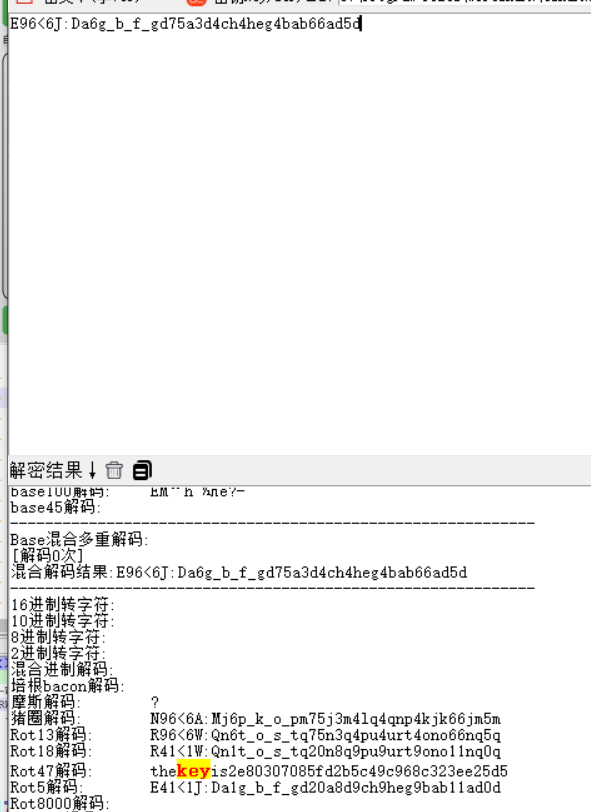 E96<6J:Da6g_b_f_gd75a3d4ch4heg4bab66ad5d
解密结果↓
base100解码:
base45解码:
Base混合多重解码:
[解码0次]
混合解码结果:E96<6J:Da6g_b_f_gd75a3d4ch4heg4bab66ad5d
16进制转字符:
10进制转字符:
8进制转字符:
2进制转字符:
混合进制解码:
培根bacon解码:
摩斯解码: ?
猪圈解码: N96<6A:Mj6p_k_o_pm75j3m4lq4qnp4kjk66jm5m
Rot13解码: R96<6W:Qn6t_o_s_tq75n3q4pu4urt4ono66nq5q
Rot18解码: R41<1W:Qn1t_o_s_tq20n8q9pu9urt9ono11nq0q
Rot47解码: thekeyis2e80307085fd2b5c49c968c323ee25d5
Rot5解码: E41<1J:Da1g_b_f_gd20a8d9ch9heg9bab11ad0d
Rot8000解码: